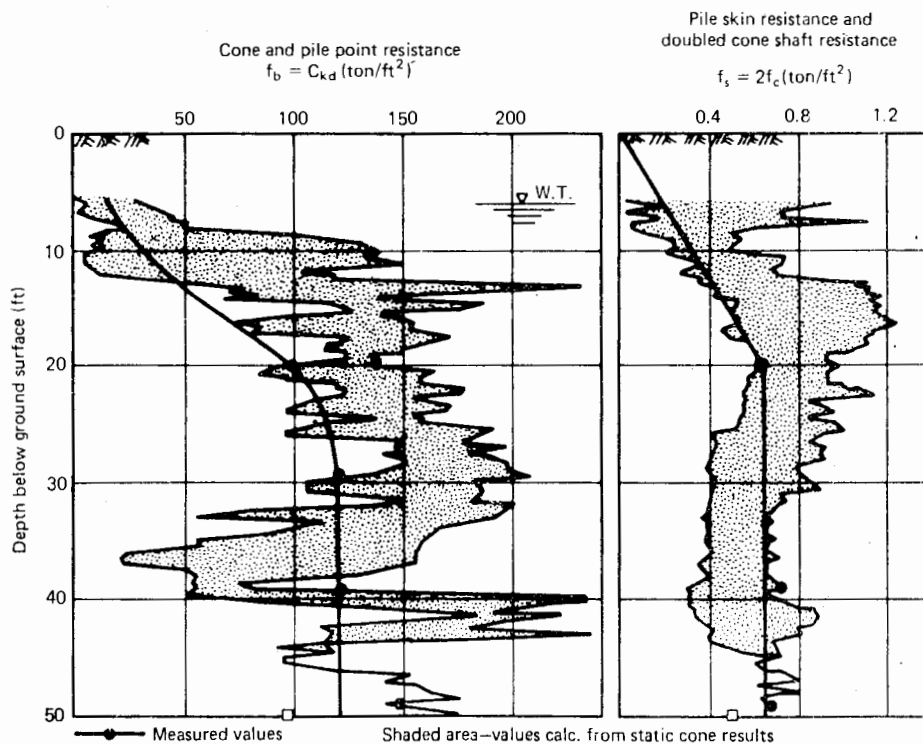 Cone and pile point resistance
f_b = C_kd (ton/ft²)
Pile skin resistance and
doubled cone shaft resistance
f_s = 2f_c (ton/ft²)
50 100 150 200
0.4 0.8 1.2
0
10
20
30
40
50
Depth below ground surface (ft)
W.T.
Measured values
Shaded area—values calc. from static cone results